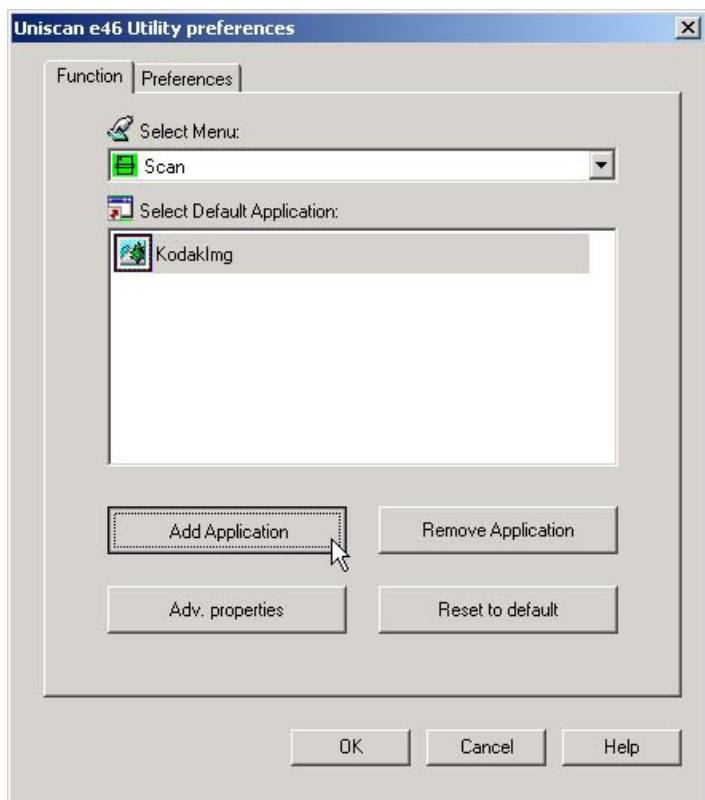 Uniscan e46 Utility preferences
Function Preferences
Select Menu:
Scan
Select Default Application:
KodakImg
Add Application Remove Application
Adv. properties Reset to default
OK Cancel Help